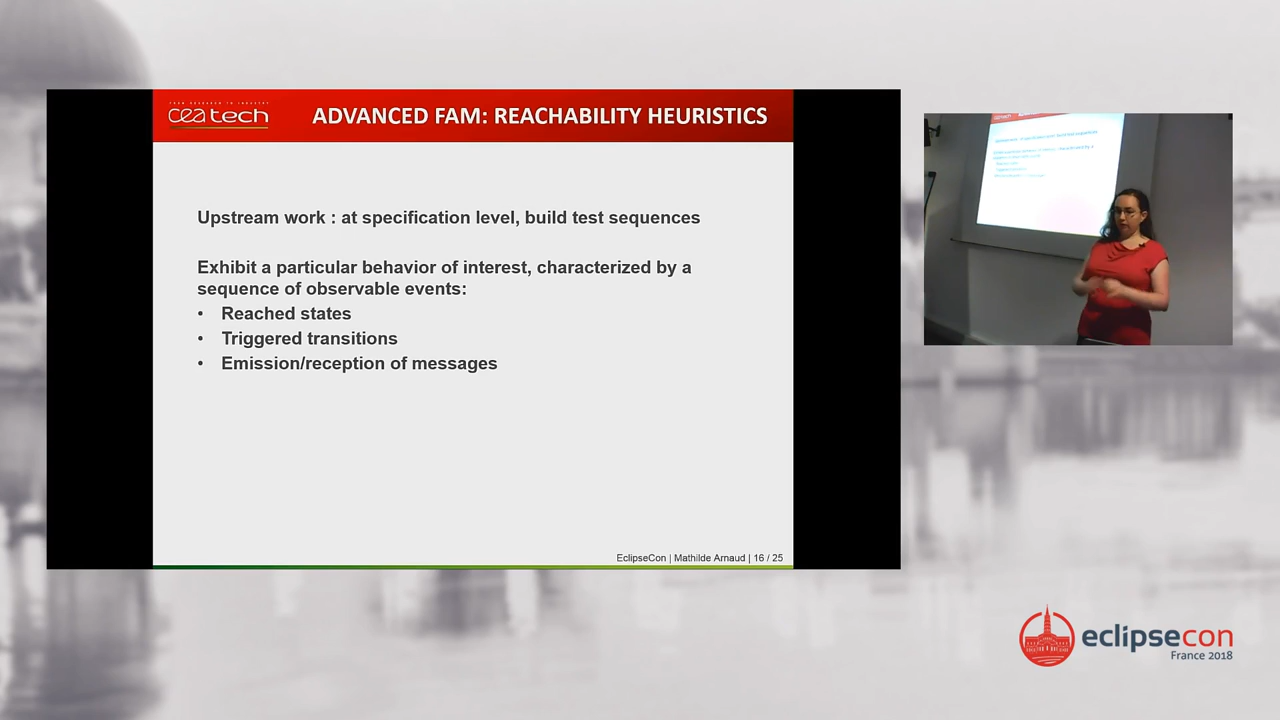 FROM RESEARCH TO INDUSTRY
ceatech
ADVANCED FAM: REACHABILITY HEURISTICS
Upstream work : at specification level, build test sequences
Exhibit a particular behavior of interest, characterized by a
sequence of observable events:
• Reached states
• Triggered transitions
• Emission/reception of messages
EclipseCon | Mathilde Arnaud | 16 / 25
eclipsecon
France 2018